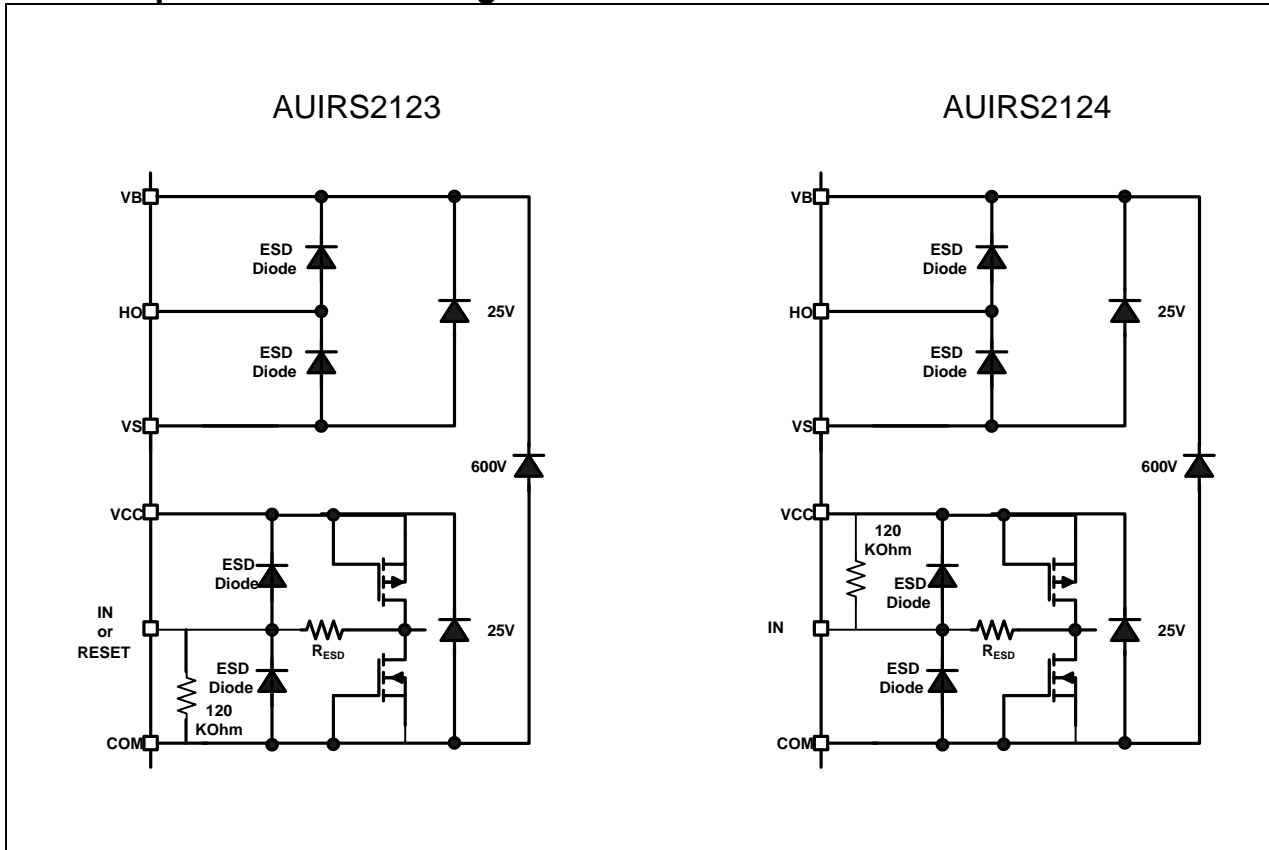 AUIRS2123
VB
ESD
Diode
HO
25V
ESD
Diode
VS
600V
VCC
ESD
Diode
IN
or
RESET
RESD
25V
ESD
Diode
120
KOhm
COM
AUIRS2124
VB
ESD
Diode
HO
25V
ESD
Diode
VS
600V
VCC
120
KOhm
ESD
Diode
IN
RESD
25V
ESD
Diode
COM